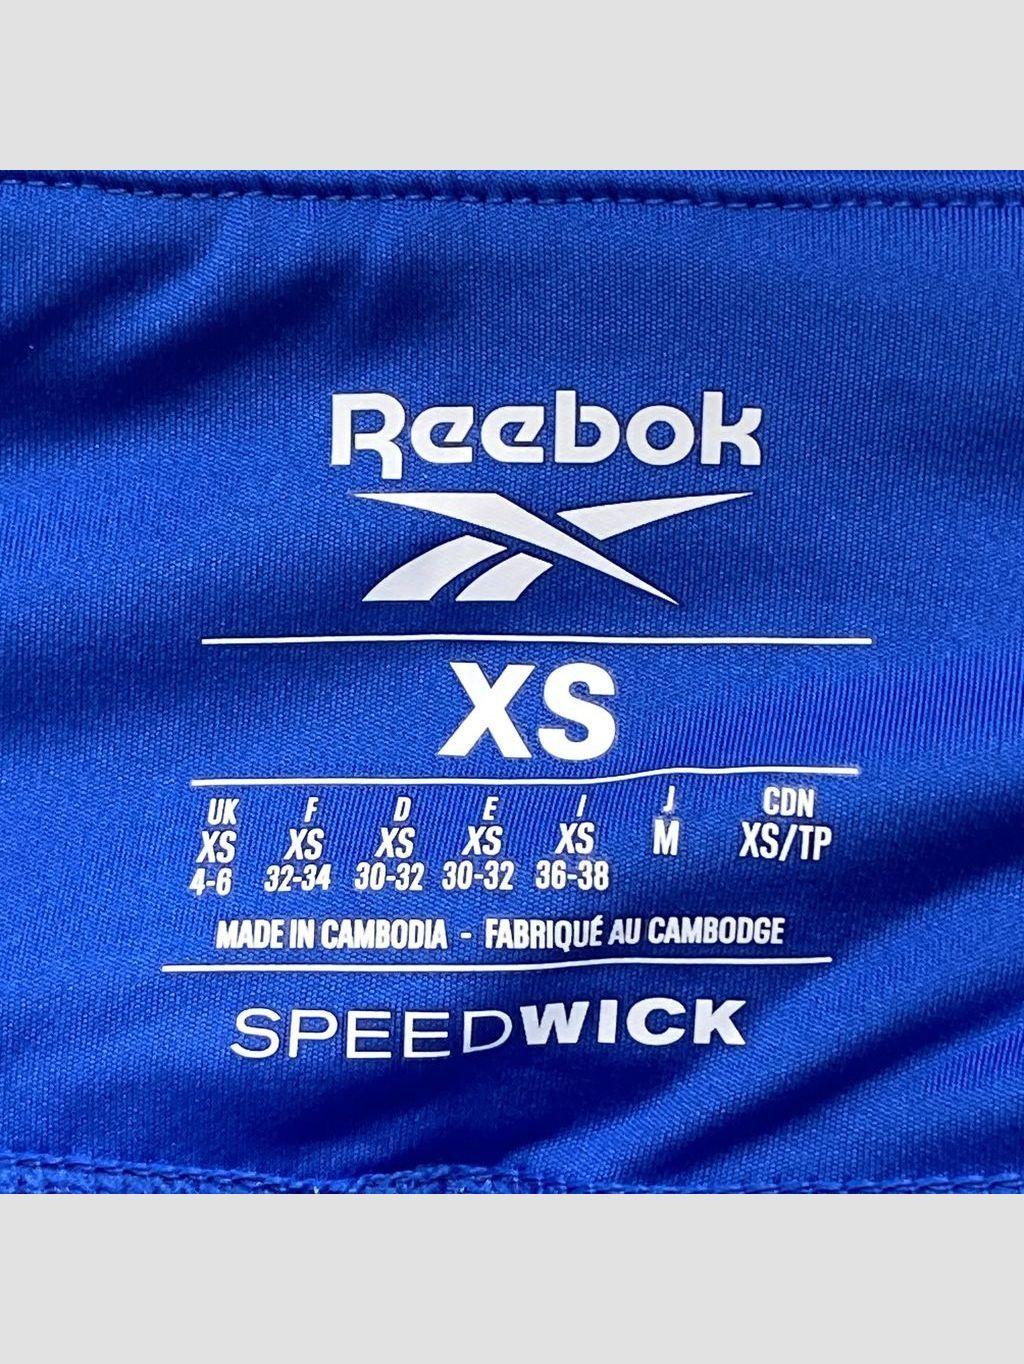 Reebok
XS
UK F D E I J CDN
XS XS XS XS XS M XS/TP
4-6 32-34 30-32 30-32 36-38
MADE IN CAMBODIA - FABRIQUÉ AU CAMBODGE
SPEEDWICK